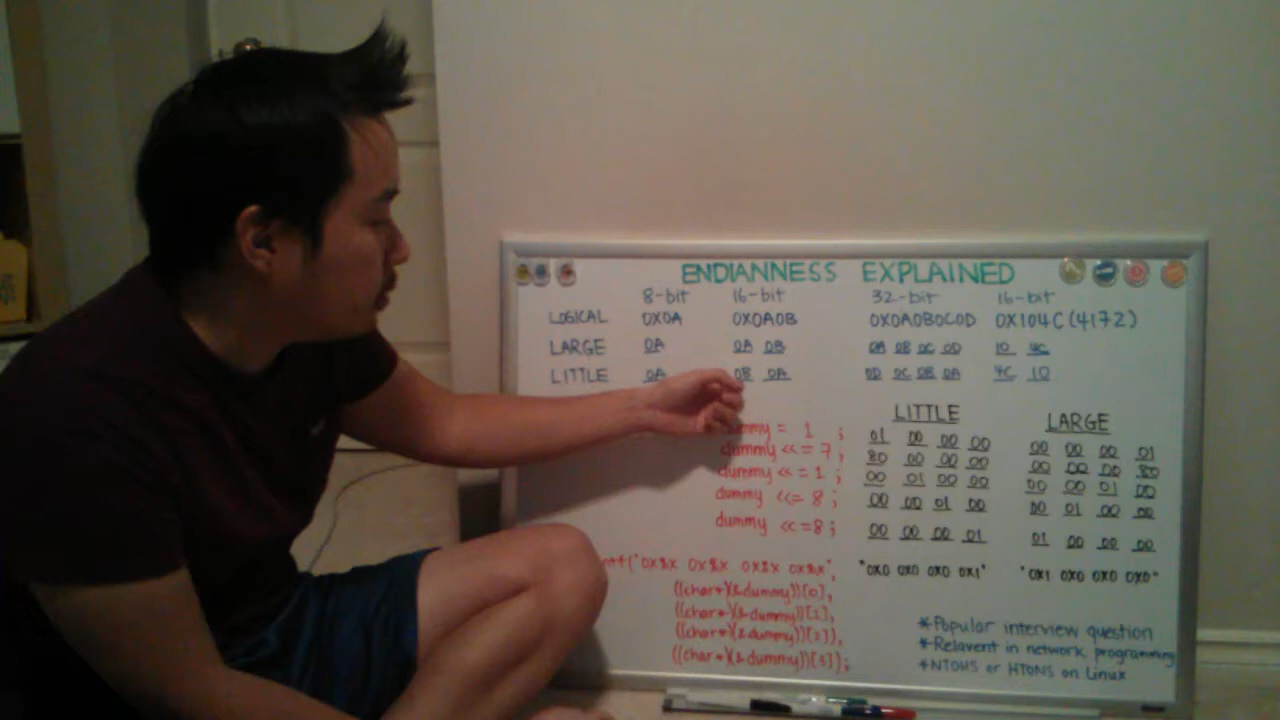 ENDIANNESS EXPLAINED
8-bit 16-bit 32-bit 16-bit
LOGICAL 0X0A 0X0A0B 0X0A0B0C0D 0X104C(4172)
LARGE 0A 0A 0B 0A 0B 0C 0D 10 4C
LITTLE 0A 0B 0A 0D 0C 0B 0A 4C 10
LITTLE LARGE
= 1 ; 01 00 00 00 00 00 00 01
dummy <<= 7 ; 80 00 00 00 00 00 00 80
dummy <<= 1 ; 00 01 00 00 00 00 01 00
dummy <<= 8 ; 00 00 01 00 00 01 00 00
dummy <<=8 ; 00 00 00 01 01 00 00 00
ntf("0x%x 0x%x 0x%x 0x%x", "0x0 0x0 0x0 0x1" "0x1 0x0 0x0 0x0"
((char*)(&dummy))[0],
((char*)(&dummy))[1],
((char*)(&dummy))[2]),
((char*)(&dummy))[3]);
*Popular interview question
*Relavent in network programming
*NTOHS or HTONS on Linux